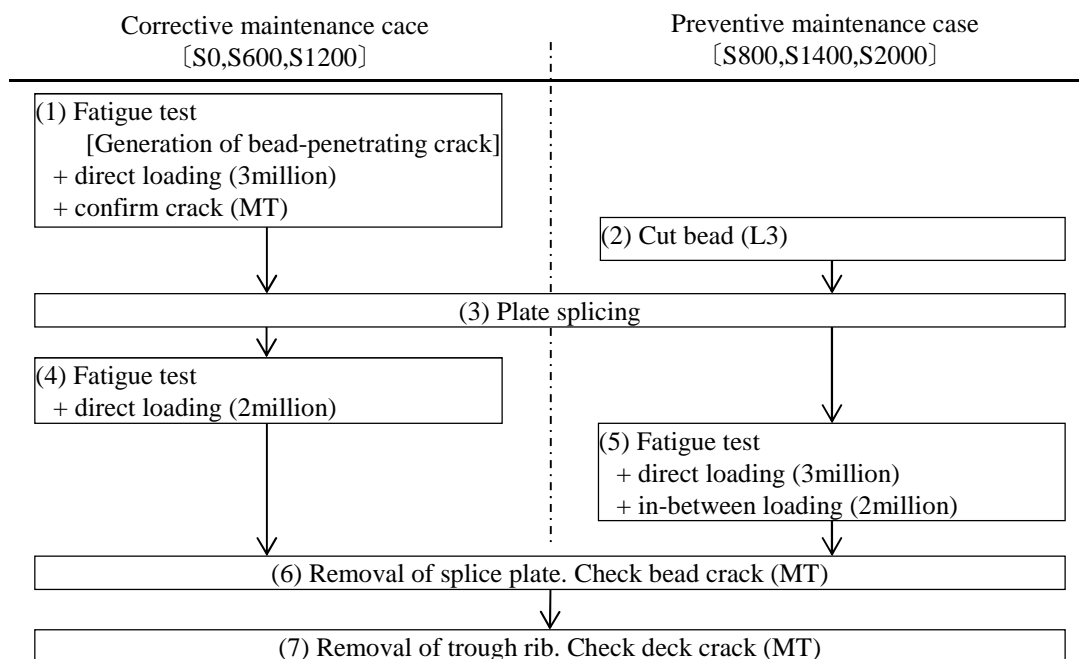 Corrective maintenance cace
〔S0,S600,S1200〕
Preventive maintenance case
〔S800,S1400,S2000〕
(1) Fatigue test
[Generation of bead-penetrating crack]
+ direct loading (3million)
+ confirm crack (MT)
(2) Cut bead (L3)
(3) Plate splicing
(4) Fatigue test
+ direct loading (2million)
(5) Fatigue test
+ direct loading (3million)
+ in-between loading (2million)
(6) Removal of splice plate. Check bead crack (MT)
(7) Removal of trough rib. Check deck crack (MT)